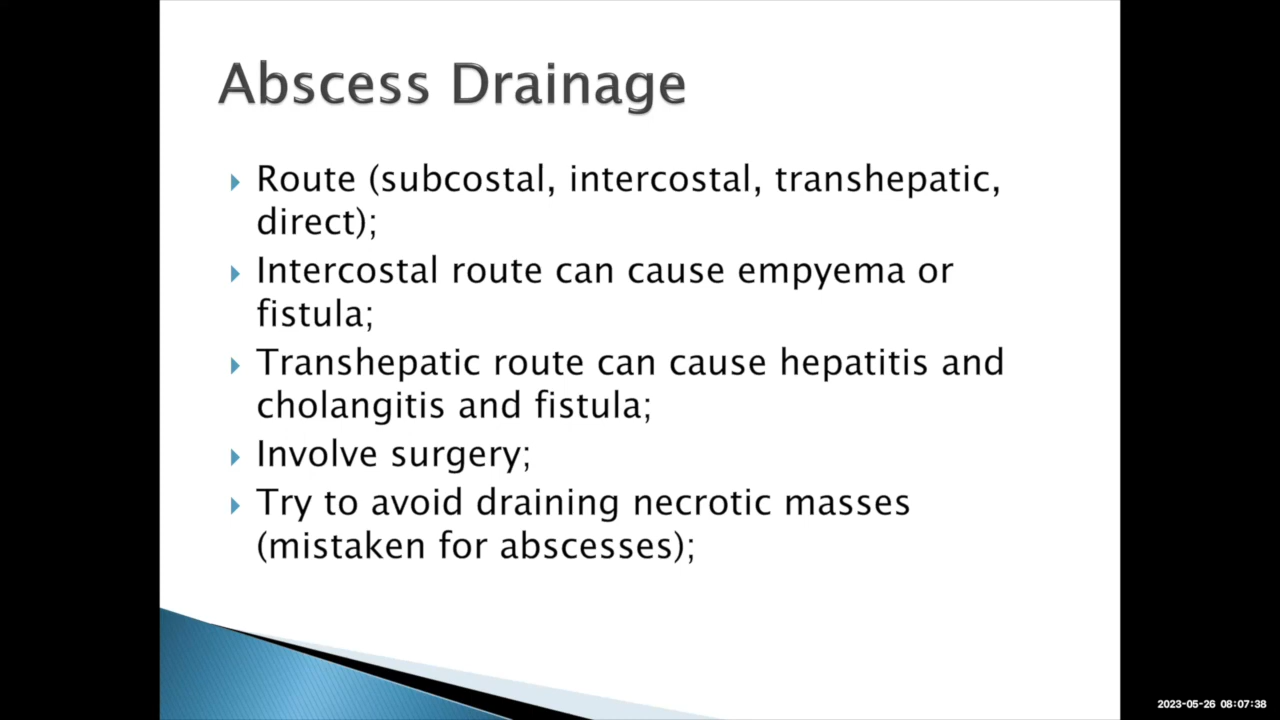 Abscess Drainage
Route (subcostal, intercostal, transhepatic,
direct);
Intercostal route can cause empyema or
fistula;
Transhepatic route can cause hepatitis and
cholangitis and fistula;
Involve surgery;
Try to avoid draining necrotic masses
(mistaken for abscesses);
2023-05-26 08:07:38